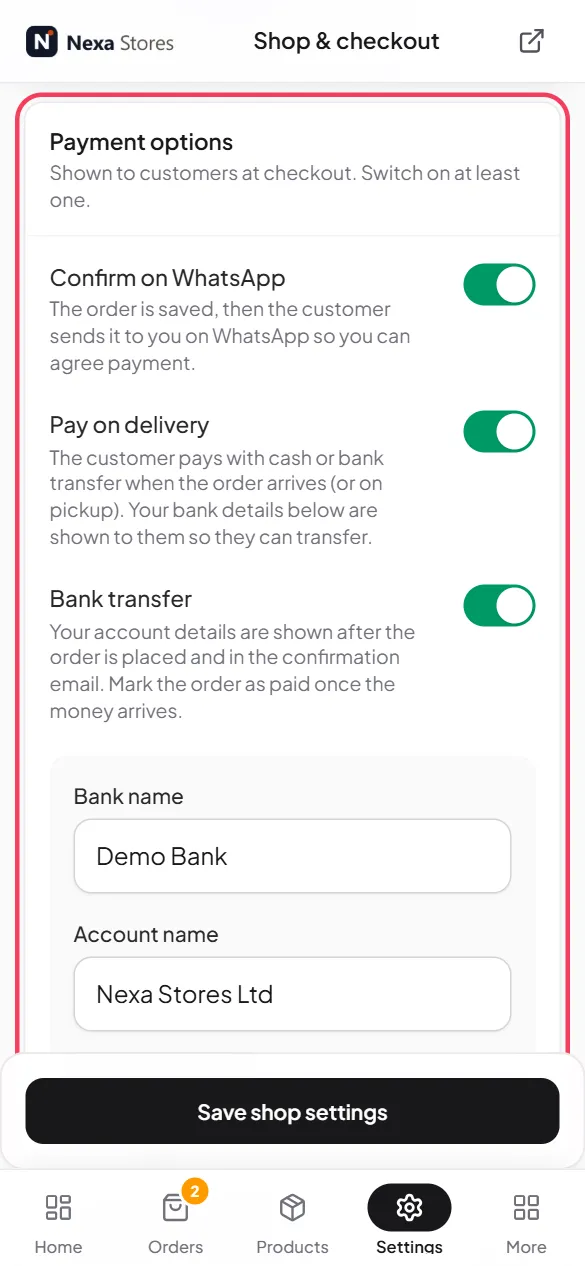 N Nexa Stores
Shop & checkout
Payment options
Shown to customers at checkout. Switch on at least
one.
Confirm on WhatsApp
The order is saved, then the customer
sends it to you on WhatsApp so you can
agree payment.
Pay on delivery
The customer pays with cash or bank
transfer when the order arrives (or on
pickup). Your bank details below are
shown to them so they can transfer.
Bank transfer
Your account details are shown after the
order is placed and in the confirmation
email. Mark the order as paid once the
money arrives.
Bank name
Demo Bank
Account name
Nexa Stores Ltd
Save shop settings
2
Home
Orders
Products
Settings
More